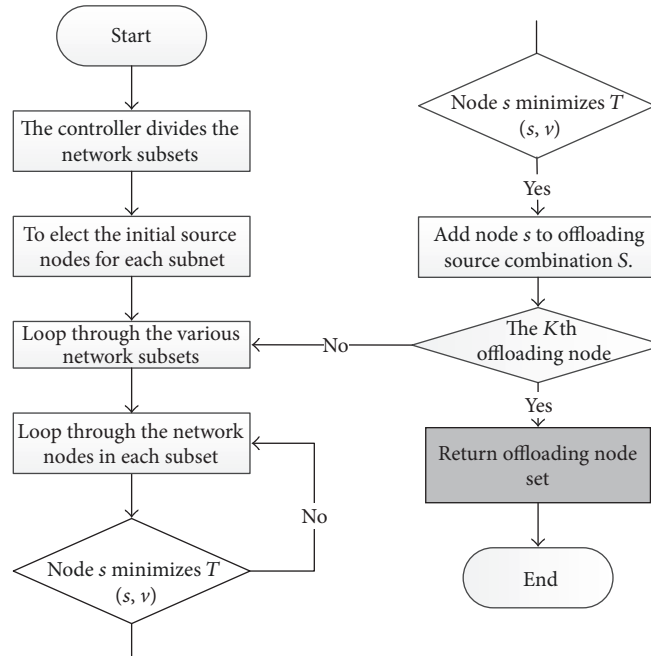 Start
The controller divides the
network subsets
To elect the initial source
nodes for each subnet
Loop through the various
network subsets
Loop through the network
nodes in each subset
No
Node s minimizes T
(s, v)
Node s minimizes T
(s, v)
Yes
Add node s to offloading
source combination S.
The Kth
offloading node
No
Yes
Return offloading node
set
End